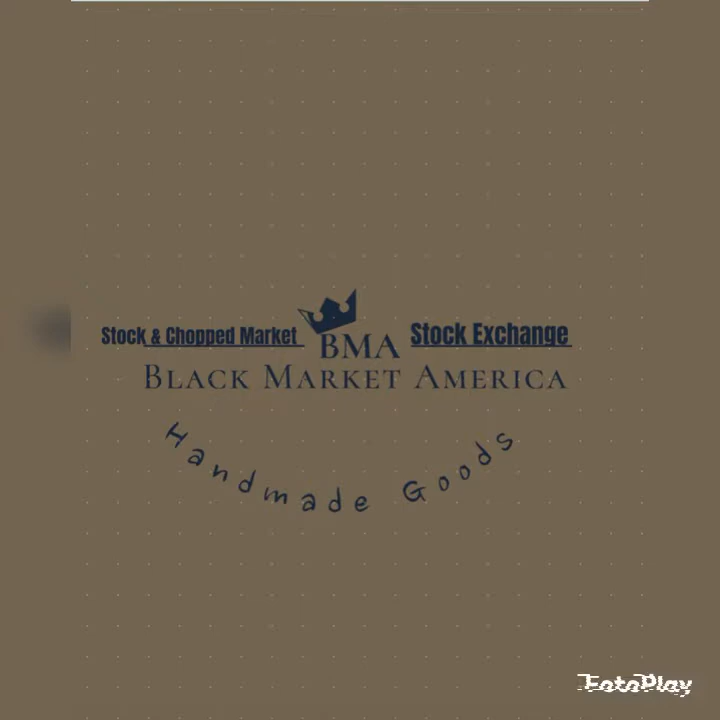 Stock & Chopped Market
Stock Exchange
BMA
Black Market America
Handmade Goods
FotoPlay